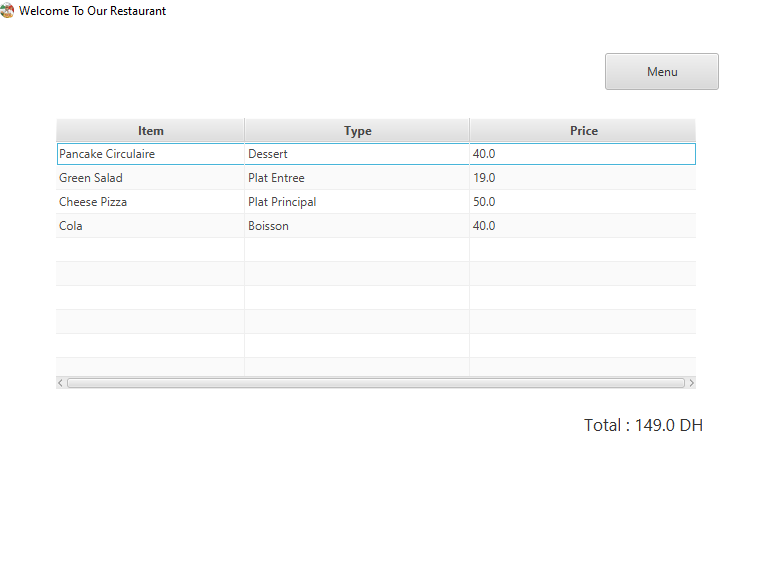 Welcome To Our Restaurant
Menu
Item Type Price
Pancake Circulaire Dessert 40.0
Green Salad Plat Entree 19.0
Cheese Pizza Plat Principal 50.0
Cola Boisson 40.0
Total : 149.0 DH